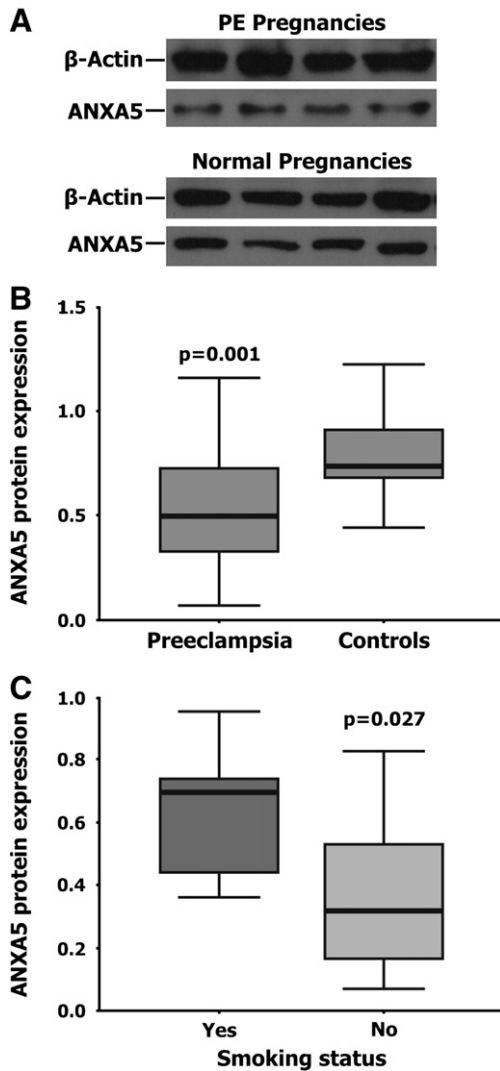 A
PE Pregnancies
β-Actin
ANXA5
Normal Pregnancies
β-Actin
ANXA5
B
ANXA5 protein expression
1.5
1.0
0.5
0.0
p=0.001
Preeclampsia Controls
C
ANXA5 protein expression
1.0
0.8
0.6
0.4
0.2
0.0
p=0.027
Yes No
Smoking status